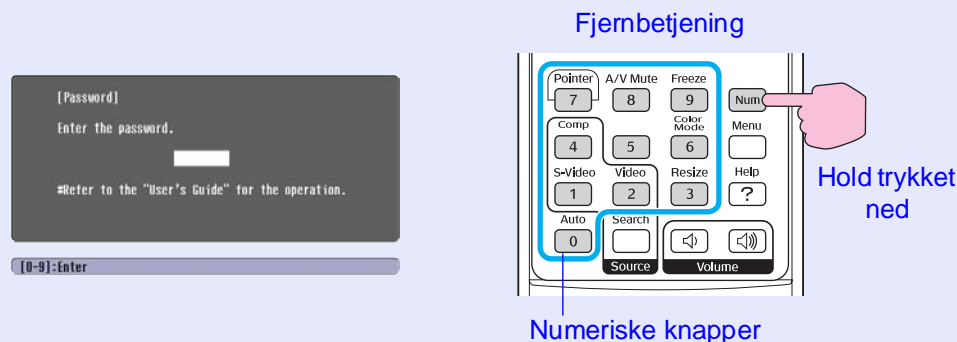 Fjernbetjening
[Password]
Enter the password.
#Refer to the "User's Guide" for the operation.
[0-9]:Enter
Pointer A/V Mute Freeze
7 8 9 Num
Comp Color Mode Menu
4 5 6
S-Video Video Resize Help
1 2 3 ?
Auto Search
0
Source Volume
Hold trykket
ned
Numeriske knapper